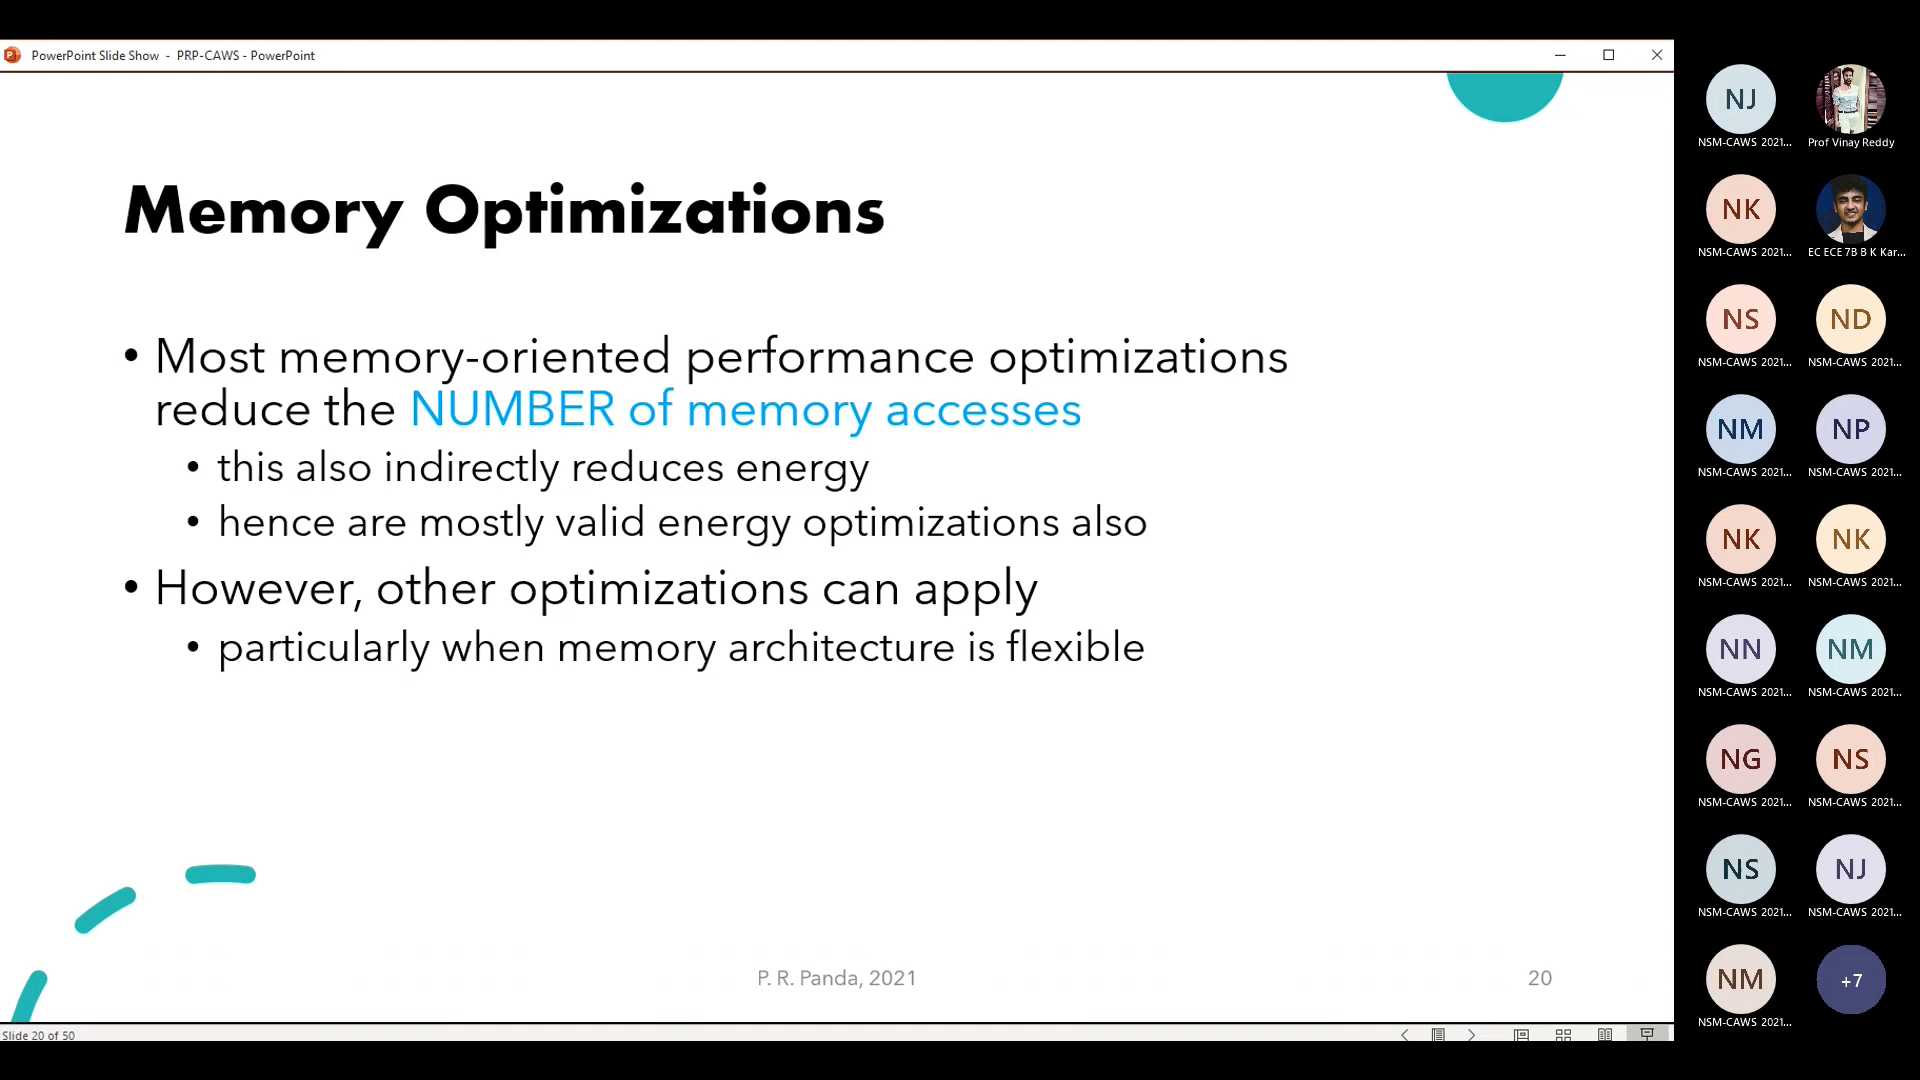 PowerPoint Slide Show - PRP-CAWS - PowerPoint
Memory Optimizations
• Most memory-oriented performance optimizations
reduce the NUMBER of memory accesses
• this also indirectly reduces energy
• hence are mostly valid energy optimizations also
• However, other optimizations can apply
• particularly when memory architecture is flexible
P. R. Panda, 2021
20
Slide 20 of 50
NJ
NSM-CAWS 2021...
Prof Vinay Reddy
NK
NSM-CAWS 2021...
EC ECE 7B B K Kar...
NS
NSM-CAWS 2021...
ND
NSM-CAWS 2021...
NM
NSM-CAWS 2021...
NP
NSM-CAWS 2021...
NK
NSM-CAWS 2021...
NK
NSM-CAWS 2021...
NN
NSM-CAWS 2021...
NM
NSM-CAWS 2021...
NG
NSM-CAWS 2021...
NS
NSM-CAWS 2021...
NS
NSM-CAWS 2021...
NJ
NSM-CAWS 2021...
NM
NSM-CAWS 2021...
+7